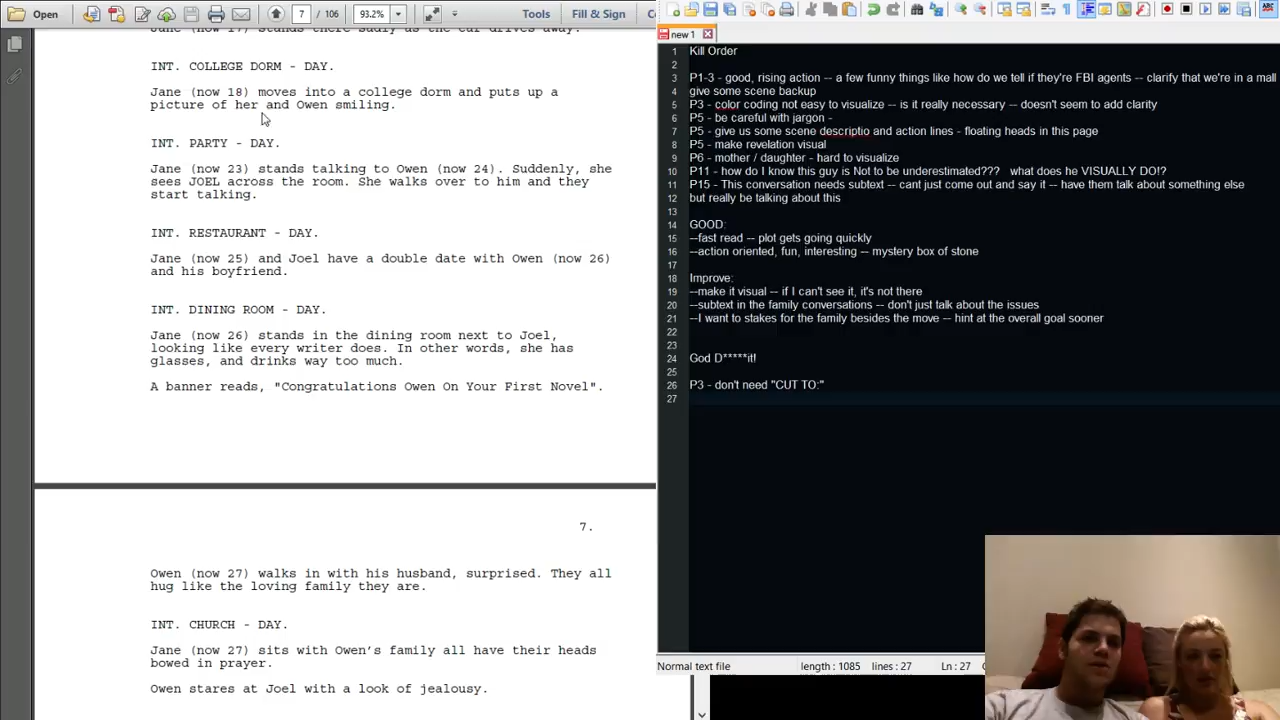 Open
7
/ 106
93.2%
Tools
Fill & Sign
new 1
Jane (now 17) stands there sadly as the car drives away.
INT. COLLEGE DORM - DAY.
Jane (now 18) moves into a college dorm and puts up a
picture of her and Owen smiling.
INT. PARTY - DAY.
Jane (now 23) stands talking to Owen (now 24). Suddenly, she
sees JOEL across the room. She walks over to him and they
start talking.
INT. RESTAURANT - DAY.
Jane (now 25) and Joel have a double date with Owen (now 26)
and his boyfriend.
INT. DINING ROOM - DAY.
Jane (now 26) stands in the dining room next to Joel,
looking like every writer does. In other words, she has
glasses, and drinks way too much.
A banner reads, "Congratulations Owen On Your First Novel".
7.
Owen (now 27) walks in with his husband, surprised. They all
hug like the loving family they are.
INT. CHURCH - DAY.
Jane (now 27) sits with Owen's family all have their heads
bowed in prayer.
Owen stares at Joel with a look of jealousy.
1 Kill Order
2
3 P1-3 - good, rising action -- a few funny things like how do we tell if they're FBI agents -- clarify that we're in a mall
4 give some scene backup
5 P3 - color coding not easy to visualize -- is it really necessary -- doesn't seem to add clarity
6 P5 - be careful with jargon -
7 P5 - give us some scene descriptio and action lines - floating heads in this page
8 P5 - make revelation visual
9 P6 - mother / daughter - hard to visualize
10 P11 - how do I know this guy is Not to be underestimated??? what does he VISUALLY DO!?
11 P15 - This conversation needs subtext -- cant just come out and say it -- have them talk about something else
12 but really be talking about this
13
14 GOOD:
15 --fast read -- plot gets going quickly
16 --action oriented, fun, interesting -- mystery box of stone
17
18 Improve:
19 --make it visual -- if I can't see it, it's not there
20 --subtext in the family conversations -- don't just talk about the issues
21 --I want to stakes for the family besides the move -- hint at the overall goal sooner
22
23
24 God D*****it!
25
26 P3 - don't need "CUT TO:"
27
Normal text file
length : 1085 lines : 27
Ln : 27